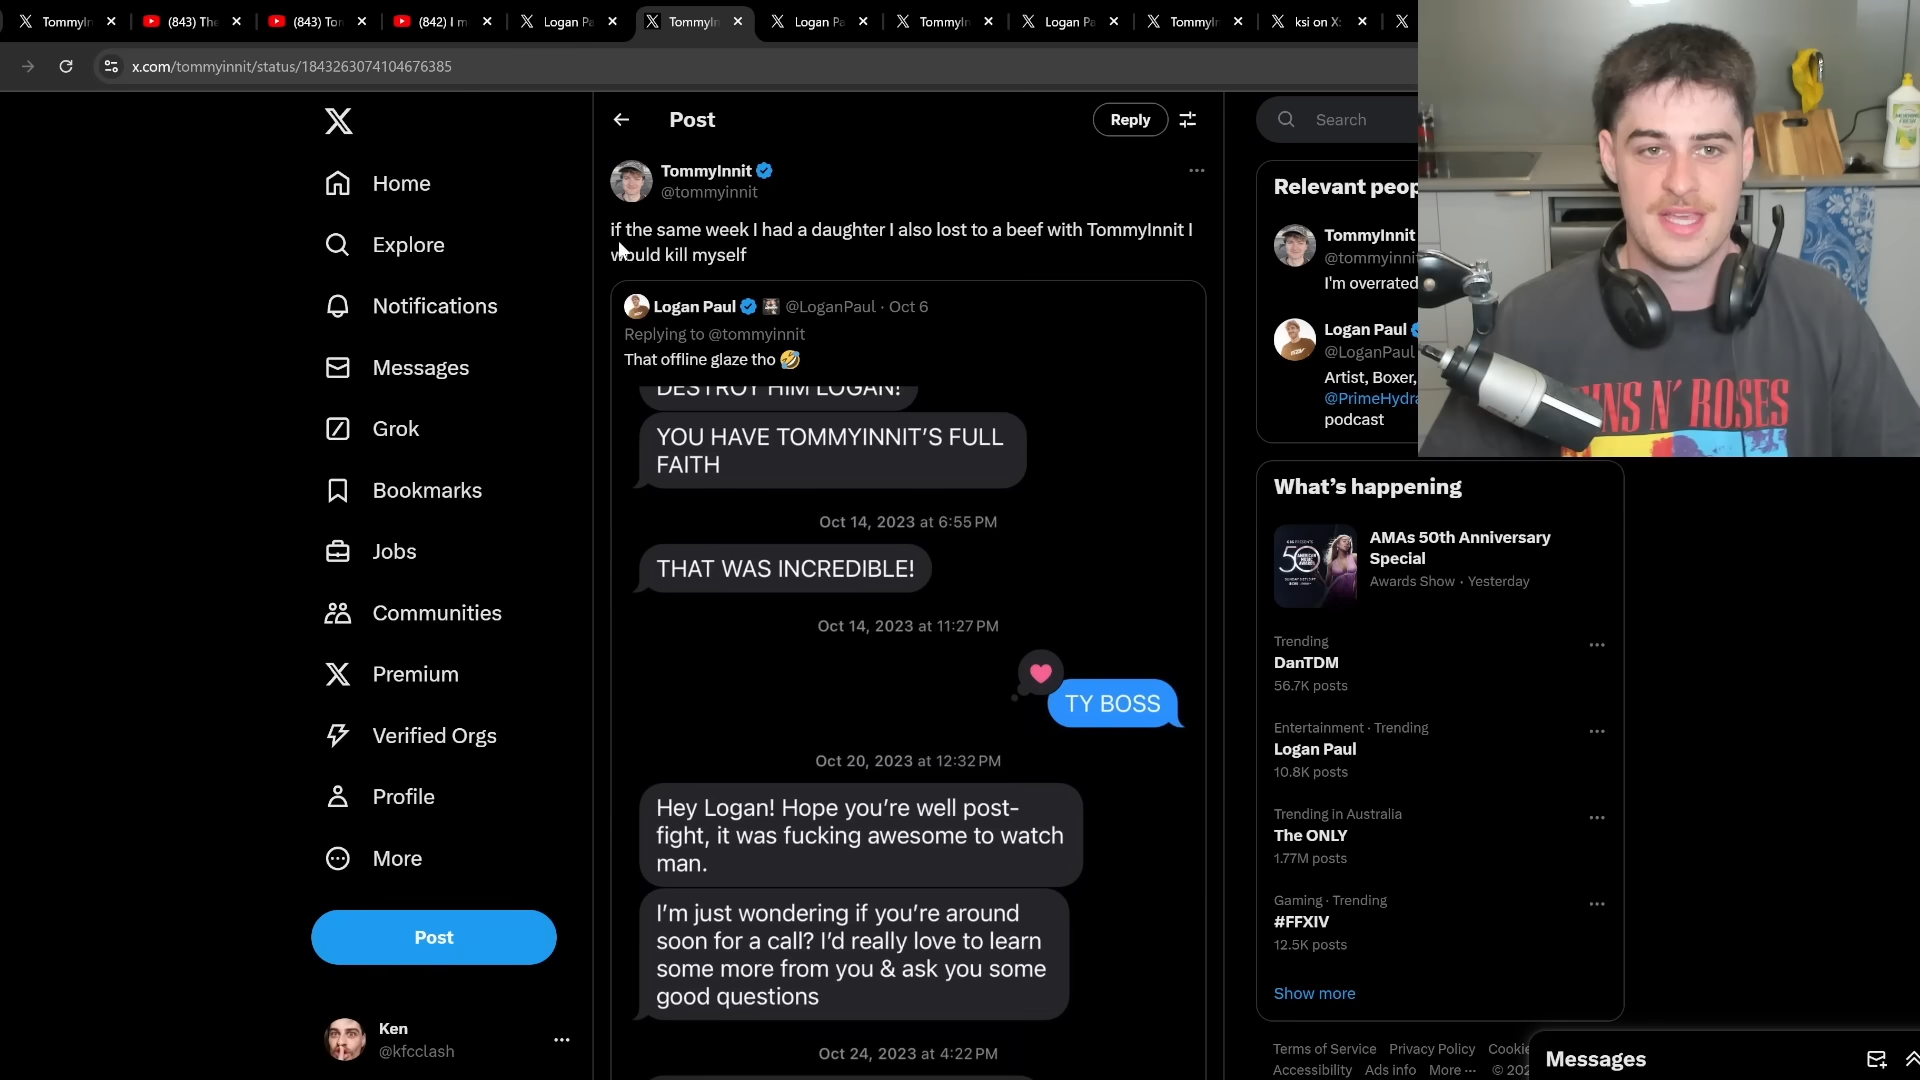 TommyIn
(843) The
(843) Tor
(842) I m
Logan Pa
TommyIn
Logan Pa
TommyIn
Logan Pa
TommyIn
ksi on X:
x.com/tommyinnit/status/1843263074104676385
Home
Explore
Notifications
Messages
Grok
Bookmarks
Jobs
Communities
Premium
Verified Orgs
Profile
More
Post
Ken
@kfcclash
Post
Reply
TommyInnit
@tommyinnit
if the same week I had a daughter I also lost to a beef with TommyInnit I
would kill myself
Logan Paul @LoganPaul · Oct 6
Replying to @tommyinnit
That offline glaze tho 🤣
DESTROY HIM LOGAN!
YOU HAVE TOMMYINNIT'S FULL
FAITH
Oct 14, 2023 at 6:55 PM
THAT WAS INCREDIBLE!
Oct 14, 2023 at 11:27 PM
TY BOSS
Oct 20, 2023 at 12:32 PM
Hey Logan! Hope you're well post-
fight, it was fucking awesome to watch
man.
I'm just wondering if you're around
soon for a call? I'd really love to learn
some more from you & ask you some
good questions
Oct 24, 2023 at 4:22 PM
Search
Relevant peop
TommyInnit
@tommyinnit
I'm overrated
Logan Paul
@LoganPaul
Artist, Boxer,
@PrimeHydra
podcast
What's happening
AMAs 50th Anniversary
Special
Awards Show · Yesterday
Trending
DanTDM
56.7K posts
Entertainment · Trending
Logan Paul
10.8K posts
Trending in Australia
The ONLY
1.77M posts
Gaming · Trending
#FFXIV
12.5K posts
Show more
Terms of Service Privacy Policy Cookie
Accessibility Ads info More ··· © 202
Messages
NS N' ROSES